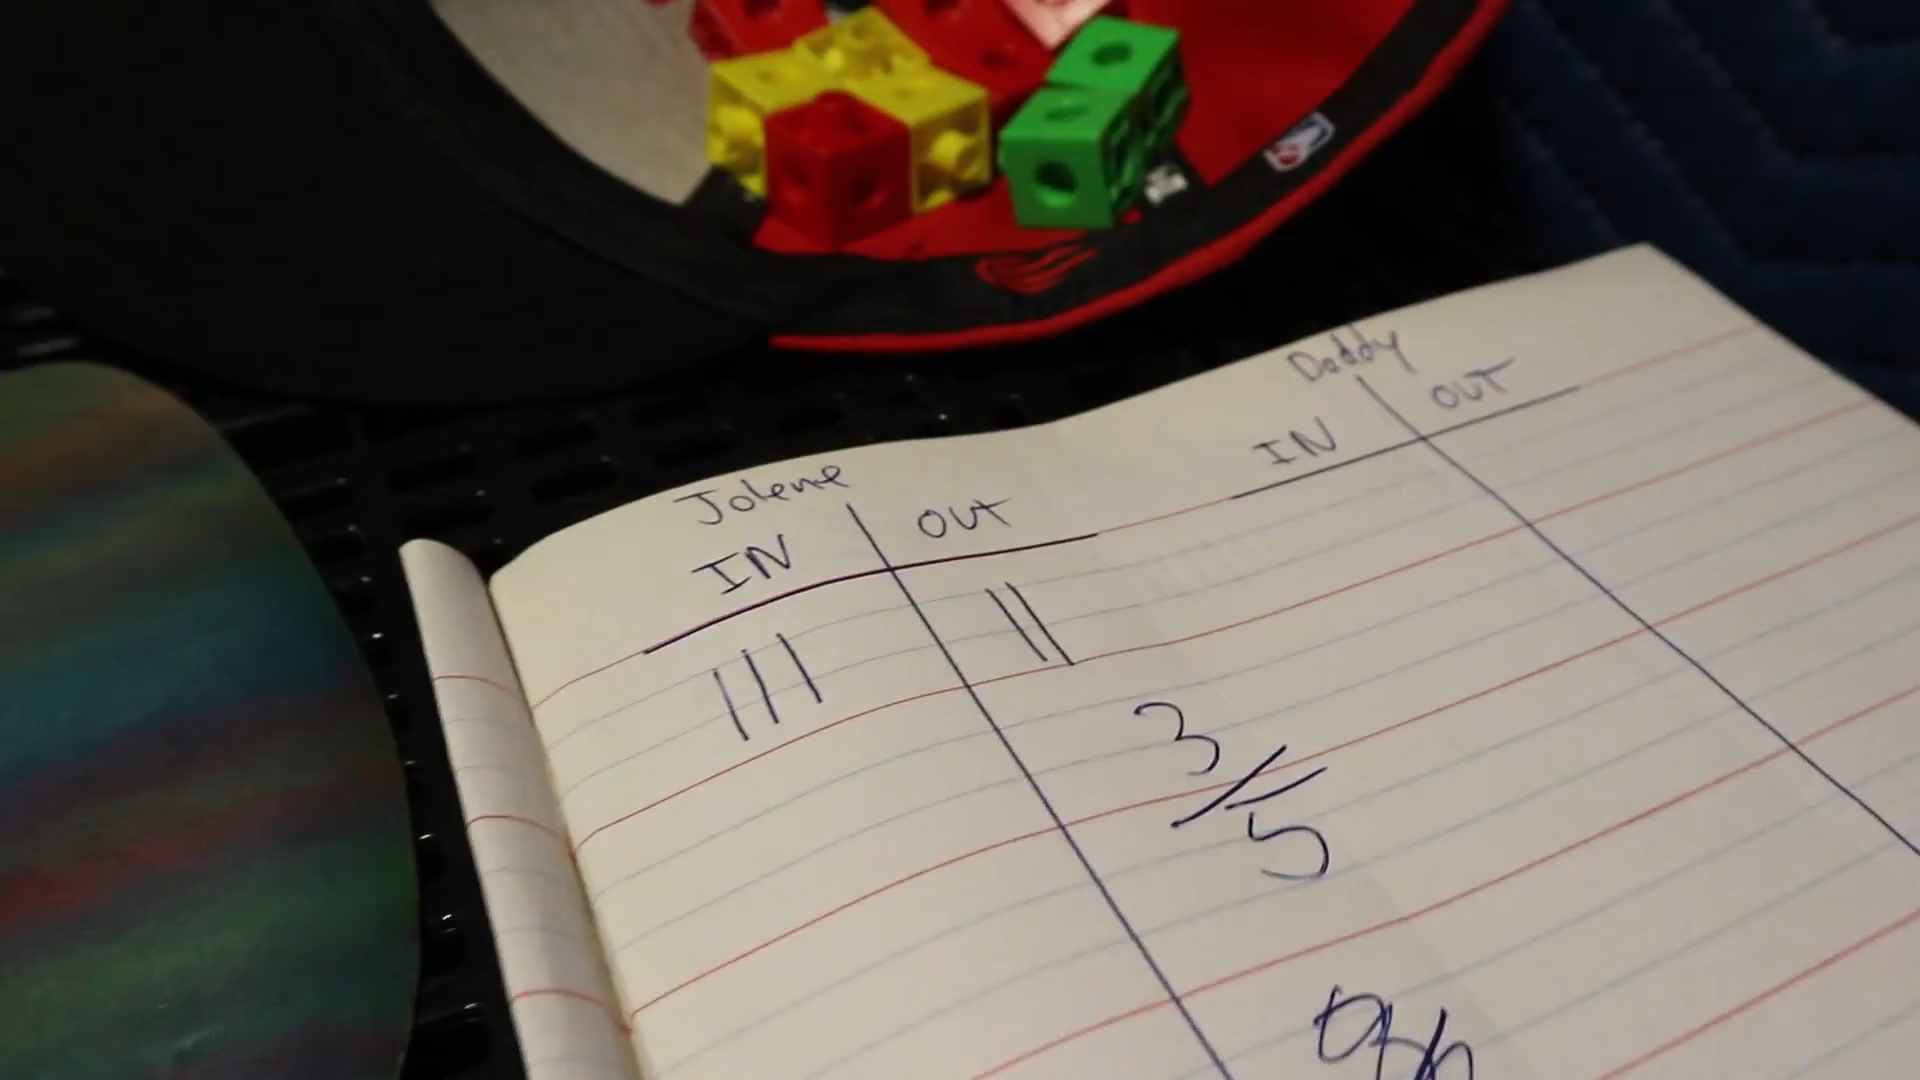 Jolene
IN OUT
III II
3/5
Daddy
IN OUT